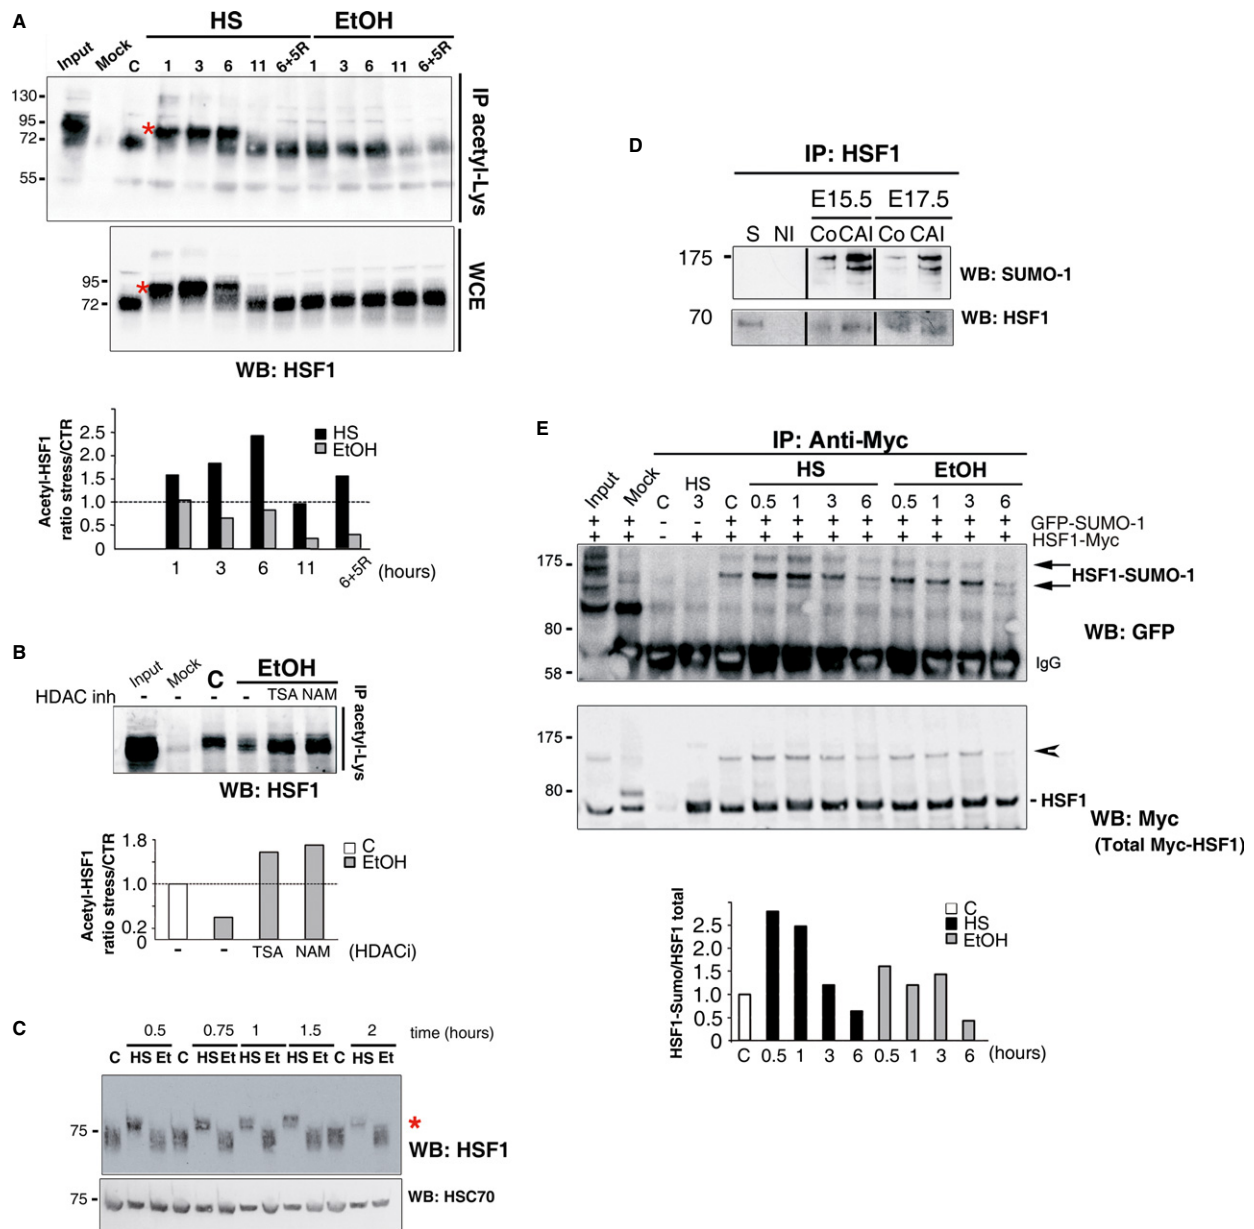 A
HS EtOH
Input Mock C 1 3 6 11 6+5R 1 3 6 11 6+5R
130
95
72
55
IP acetyl-Lys
*
95
72
WCE
*
WB: HSF1
Acetyl-HSF1
ratio stress/CTR
2.5
2.0
1.5
1.0
0.5
0
HS
EtOH
1 3 6 11 6+5R (hours)
B
Input Mock C EtOH
HDAC inh - - - - TSA NAM
IP acetyl-Lys
WB: HSF1
Acetyl-HSF1
ratio stress/CTR
1.8
1.0
0.2
0
C
EtOH
- - TSA NAM (HDACi)
C
0.5 0.75 1 1.5 2 time (hours)
C HS Et C HS Et HS Et HS Et C HS Et
75
*
WB: HSF1
75
WB: HSC70
D
IP: HSF1
E15.5 E17.5
S NI Co CAI Co CAI
175
WB: SUMO-1
70
WB: HSF1
E
IP: Anti-Myc
HS EtOH
Input Mock C HS 3 C 0.5 1 3 6 0.5 1 3 6
+ + - - + + + + + + + + + GFP-SUMO-1
+ + - + + + + + + + + + + HSF1-Myc
175
80
58
HSF1-SUMO-1
WB: GFP
IgG
175
80
- HSF1
WB: Myc
(Total Myc-HSF1)
HSF1-Sumo/HSF1 total
2.5
2.0
1.5
1.0
0.5
0
C
HS
EtOH
C 0.5 1 3 6 0.5 1 3 6 (hours)